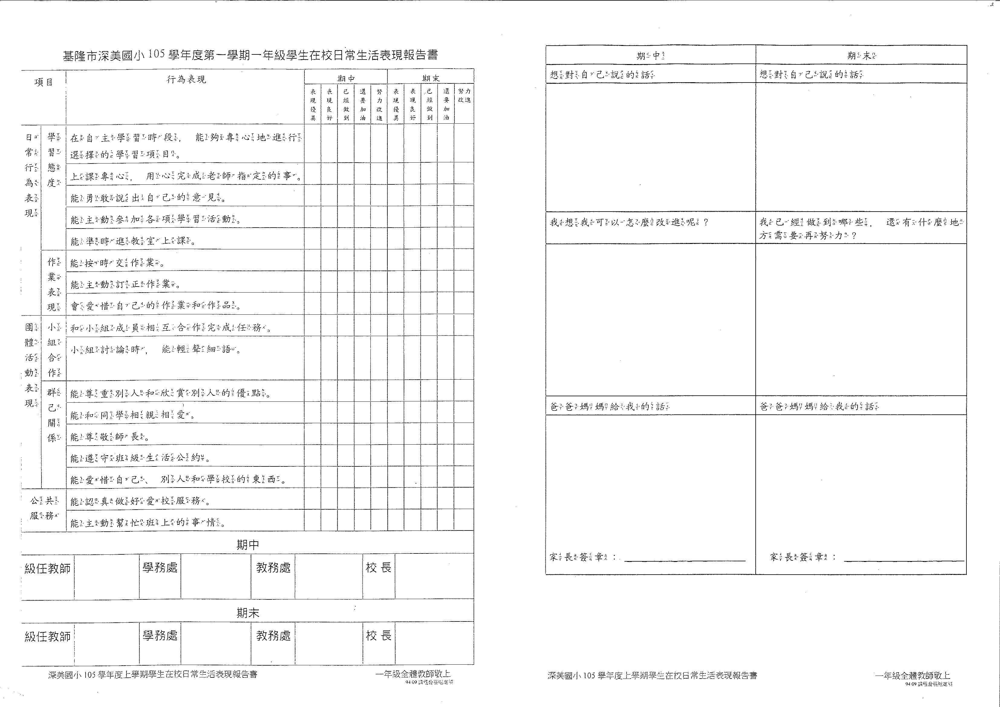 基隆市深美國小 105 學年度第一學期一年級學生在校日常生活表現報告書
項目 行為表現 期中 期末
表現優異 表現良好 已經做到 還要加油 努力改進 表現優異 表現良好 已經做到 還要加油 努力改進
日常行為表現
學習態度
在自主學習時段， 能夠專心地進行
選擇的學習項目。
上課專心， 用心完成老師指定的事。
能勇敢說出自己的意見。
能主動參加各項學習活動。
能準時進教室上課。
作業表現
能按時交作業。
能主動訂正作業。
會愛惜自己的作業和作品。
團體活動表現
小組合作
和小組成員相互合作完成任務。
小組討論時， 能輕聲細語。
群己關係
能尊重別人和欣賞別人的優點。
能和同學相親相愛。
能尊敬師長。
能遵守班級生活公約。
能愛惜自己、 別人和學校的東西。
公共
服務
能認真做好愛校服務。
能主動幫忙班上的事情。
期中
級任教師 學務處 教務處 校長
期末
級任教師 學務處 教務處 校長
深美國小 105 學年度上學期學生在校日常生活表現報告書 一年級全體教師敬上
94 09
期中 期末
想對自己說的話 想對自己說的話
我想我可以怎麼改進呢？ 我已經做到哪些， 還有什麼地
方需要再努力？
爸爸媽媽給我的話 爸爸媽媽給我的話
家長簽章： 家長簽章：
深美國小 105 學年度上學期學生在校日常生活表現報告書 一年級全體教師敬上
94 09